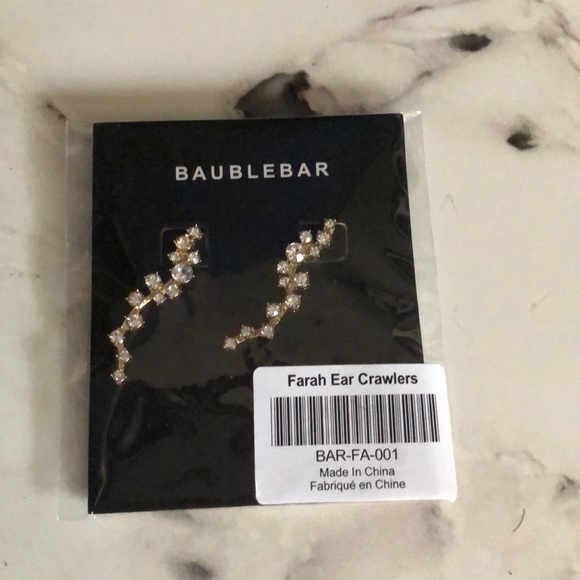 BAUBLEBAR
Farah Ear Crawlers
BAR-FA-001
Made In China
Fabriqué en Chine